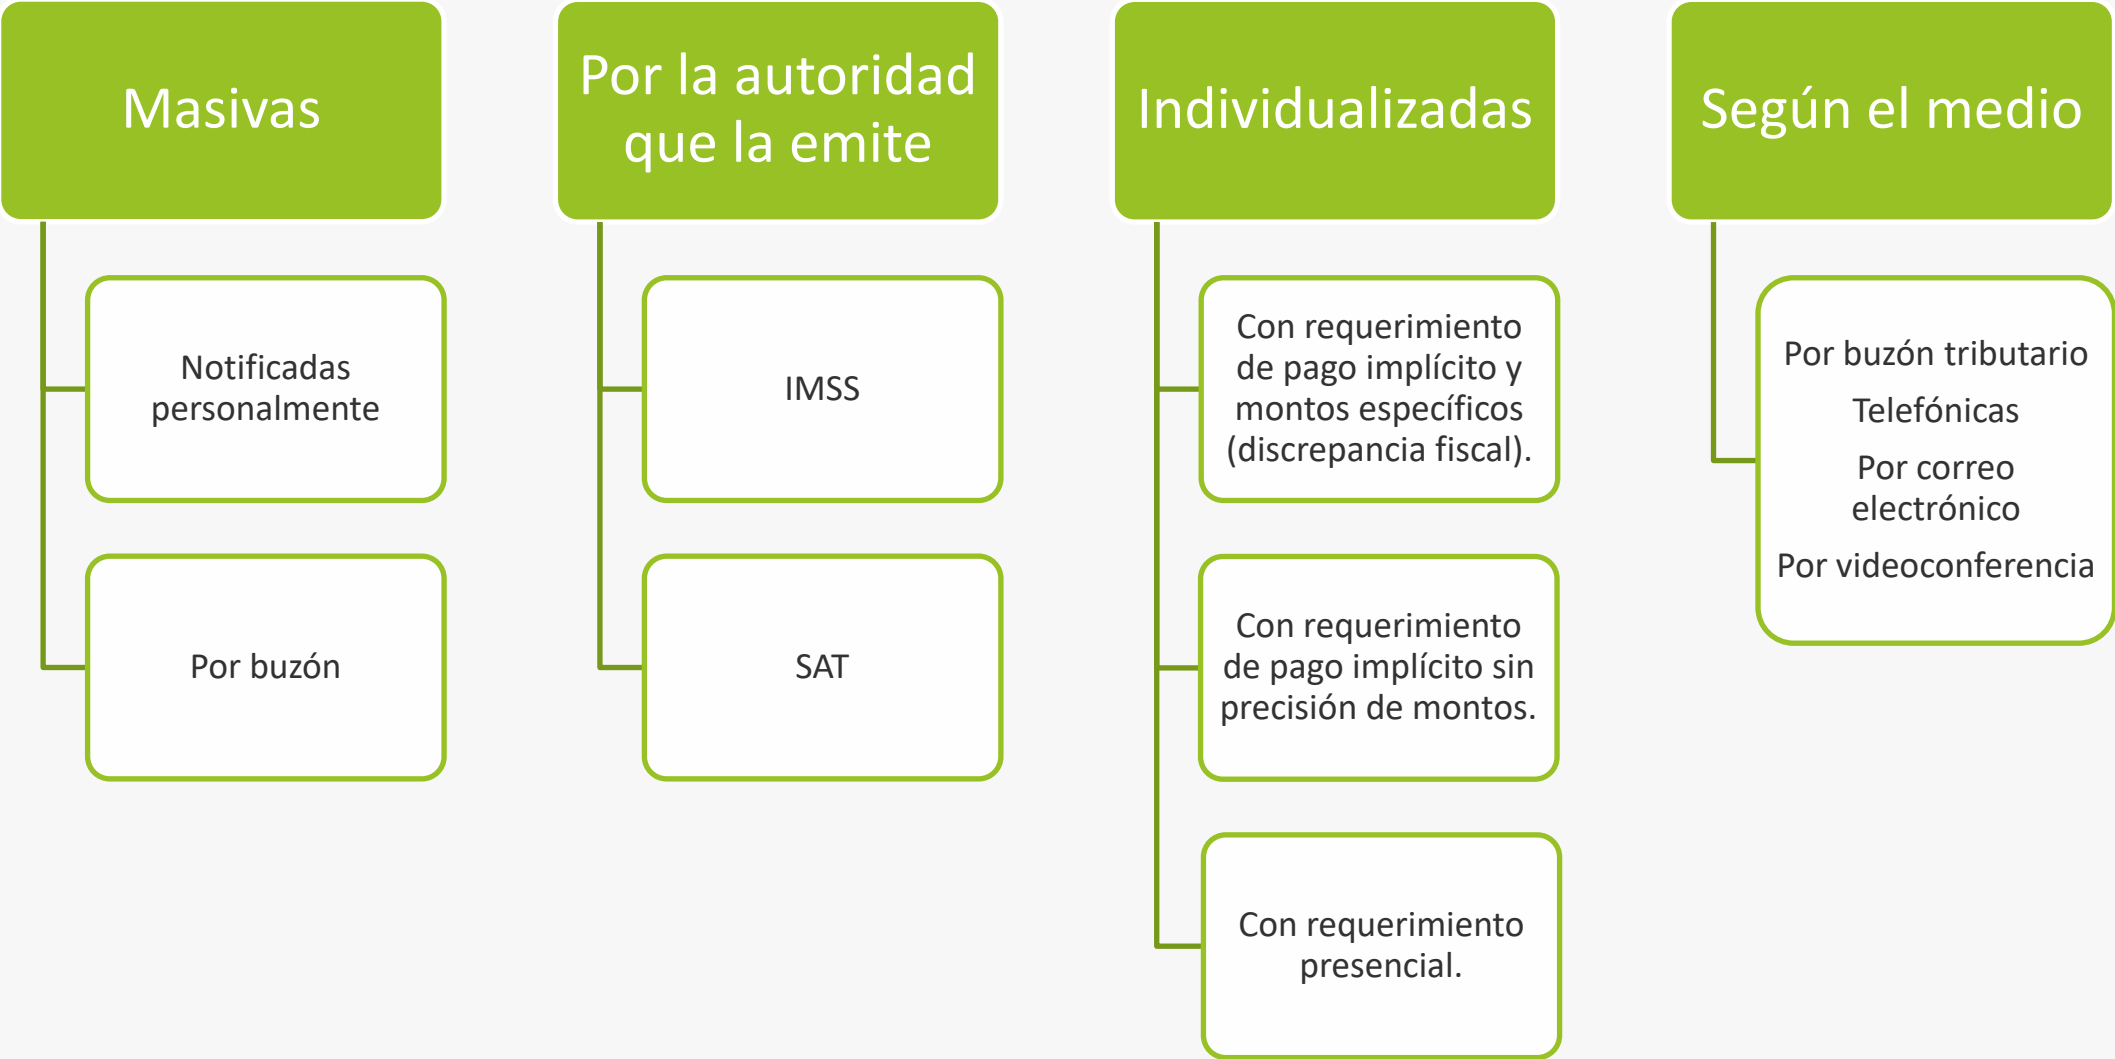 Masivas
Notificadas
personalmente
Por buzón
Por la autoridad
que la emite
IMSS
SAT
Individualizadas
Con requerimiento
de pago implícito y
montos específicos
(discrepancia fiscal).
Con requerimiento
de pago implícito sin
precisión de montos.
Con requerimiento
presencial.
Según el medio
Por buzón tributario
Telefónicas
Por correo
electrónico
Por videoconferencia